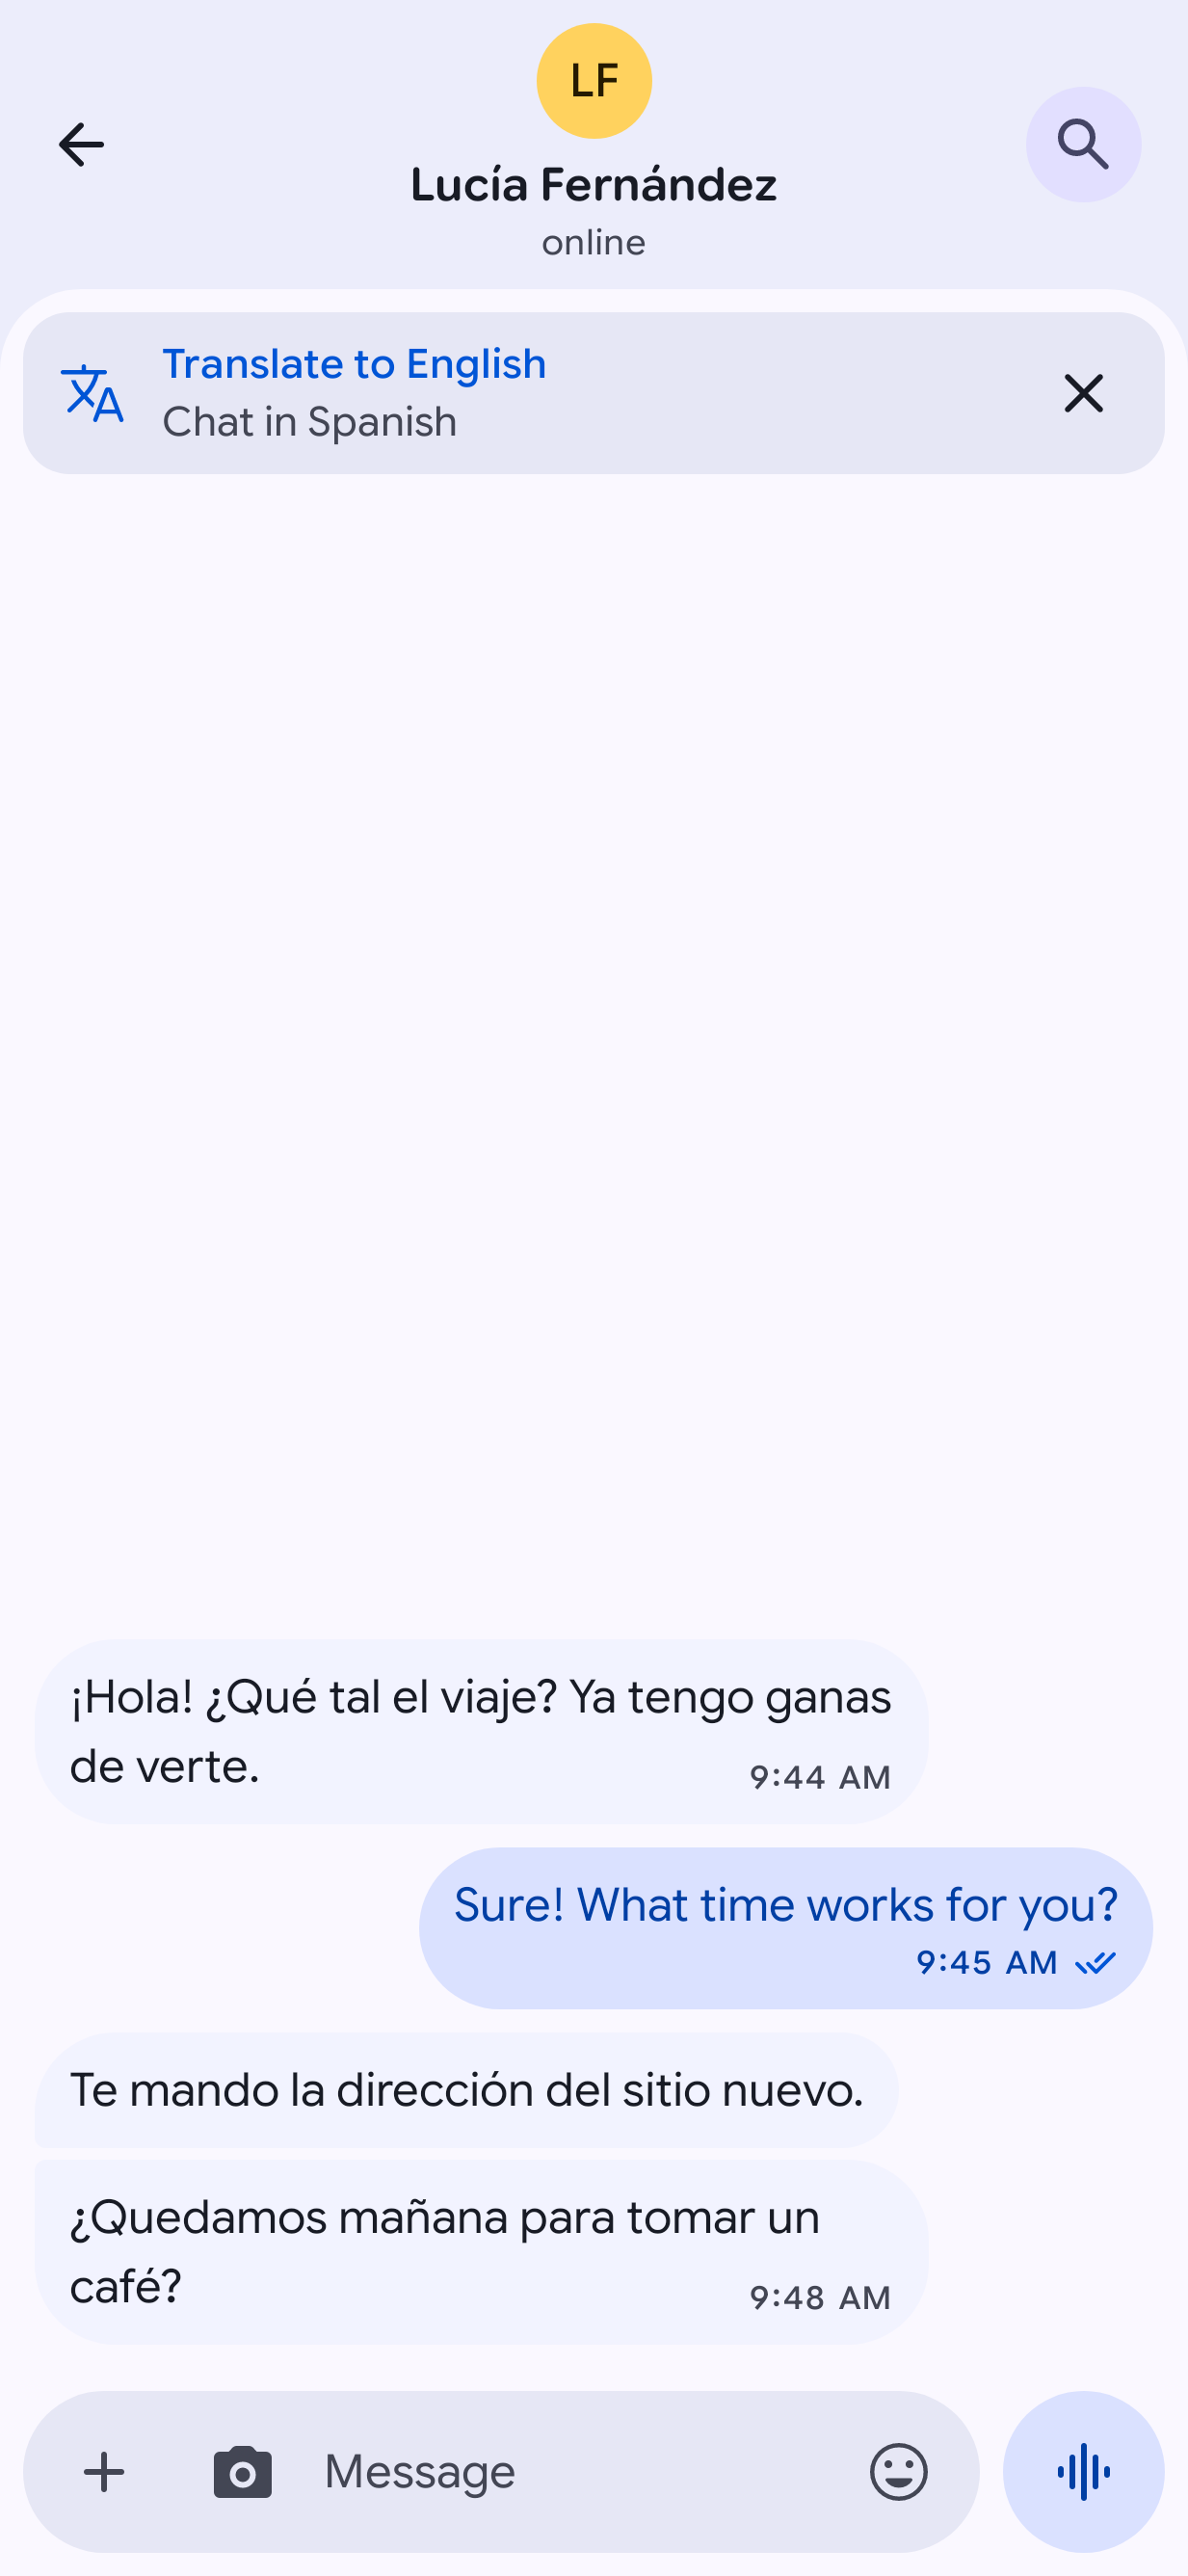 LF
Lucía Fernández
online
Translate to English
Chat in Spanish
¡Hola! ¿Qué tal el viaje? Ya tengo ganas
de verte.
9:44 AM
Sure! What time works for you?
9:45 AM
Te mando la dirección del sitio nuevo.
¿Quedamos mañana para tomar un
café?
9:48 AM
Message